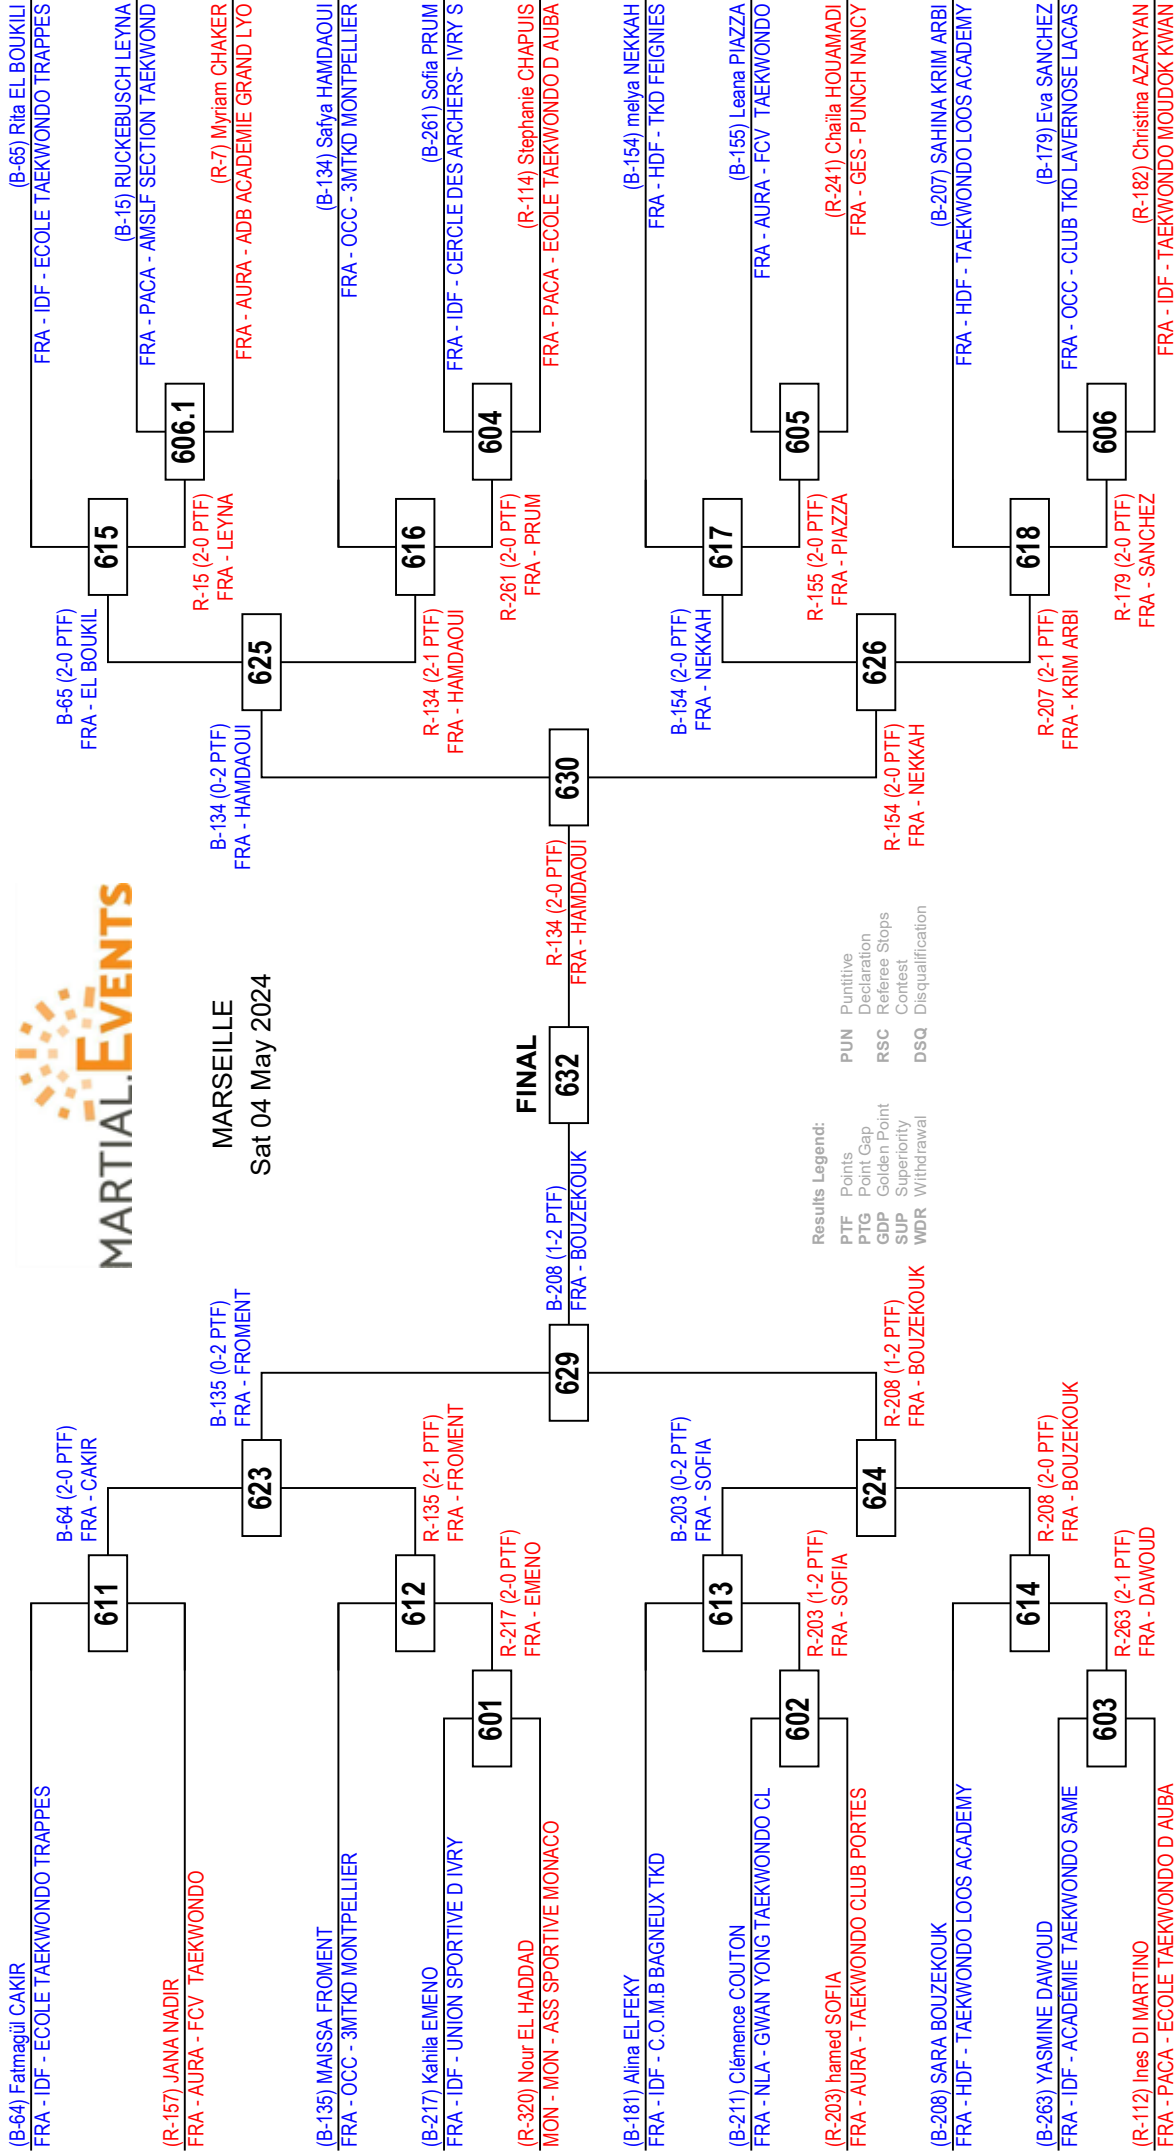 MARTIAL.EVENTS
MARSEILLE
Sat 04 May 2024
(B-64) Fatmagül CAKIR
FRA - IDF - ECOLE TAEKWONDO TRAPPES
(R-157) JANA NADIR
FRA - AURA - FCV TAEKWONDO
(B-135) MAISSA FROMENT
FRA - OCC - 3MTKD MONTPELLIER
(B-217) Kahila EMENO
FRA - IDF - UNION SPORTIVE D IVRY
(R-320) Nour EL HADDAD
MON - MON - ASS SPORTIVE MONACO
(B-181) Alina ELFEKY
FRA - IDF - C.O.M.B BAGNEUX TKD
(B-211) Clémence COUTON
FRA - NLA - GWAN YONG TAEKWONDO CL
(R-203) hamed SOFIA
FRA - AURA - TAEKWONDO CLUB PORTES
(B-208) SARA BOUZEKOUK
FRA - HDF - TAEKWONDO LOOS ACADEMY
(B-263) YASMINE DAWOUD
FRA - IDF - ACADÉMIE TAEKWONDO SAME
(R-112) Ines DI MARTINO
FRA - PACA - ECOLE TAEKWONDO D AUBA
601
602
603
R-217 (2-0 PTF)
FRA - EMENO
R-203 (1-2 PTF)
FRA - SOFIA
R-263 (2-1 PTF)
FRA - DAWOUD
611
612
613
614
B-64 (2-0 PTF)
FRA - CAKIR
R-135 (2-1 PTF)
FRA - FROMENT
B-203 (0-2 PTF)
FRA - SOFIA
R-208 (2-0 PTF)
FRA - BOUZEKOUK
623
624
B-135 (0-2 PTF)
FRA - FROMENT
R-208 (1-2 PTF)
FRA - BOUZEKOUK
629
B-208 (1-2 PTF)
FRA - BOUZEKOUK
FINAL
632
R-134 (2-0 PTF)
FRA - HAMDAOUI
630
B-134 (0-2 PTF)
FRA - HAMDAOUI
R-154 (2-0 PTF)
FRA - NEKKAH
625
626
B-65 (2-0 PTF)
FRA - EL BOUKIL
R-134 (2-1 PTF)
FRA - HAMDAOUI
B-154 (2-0 PTF)
FRA - NEKKAH
R-207 (2-1 PTF)
FRA - KRIM ARBI
615
616
617
618
R-15 (2-0 PTF)
FRA - LEYNA
R-261 (2-0 PTF)
FRA - PRUM
R-155 (2-0 PTF)
FRA - PIAZZA
R-179 (2-0 PTF)
FRA - SANCHEZ
606.1
604
605
606
(B-65) Rita EL BOUKILI
FRA - IDF - ECOLE TAEKWONDO TRAPPES
(B-15) RUCKEBUSCH LEYNA
FRA - PACA - AMSLF SECTION TAEKWOND
(R-7) Myriam CHAKER
FRA - AURA - ADB ACADEMIE GRAND LYO
(B-134) Safya HAMDAOUI
FRA - OCC - 3MTKD MONTPELLIER
(B-261) Sofia PRUM
FRA - IDF - CERCLE DES ARCHERS- IVRY S
(R-114) Stephanie CHAPUIS
FRA - PACA - ECOLE TAEKWONDO D AUBA
(B-154) melya NEKKAH
FRA - HDF - TKD FEIGNIES
(B-155) Leana PIAZZA
FRA - AURA - FCV TAEKWONDO
(R-241) Chaïla HOUAMADI
FRA - GES - PUNCH NANCY
(B-207) SAHINA KRIM ARBI
FRA - HDF - TAEKWONDO LOOS ACADEMY
(B-179) Eva SANCHEZ
FRA - OCC - CLUB TKD LAVERNOSE LACAS
(R-182) Christina AZARYAN
FRA - IDF - TAEKWONDO MOUDOK KWAN
Results Legend:
PTF Points
PTG Point Gap
GDP Golden Point
SUP Superiority
WDR Withdrawal
PUN Puntitive
Declaration
RSC Referee Stops
Contest
DSQ Disqualification